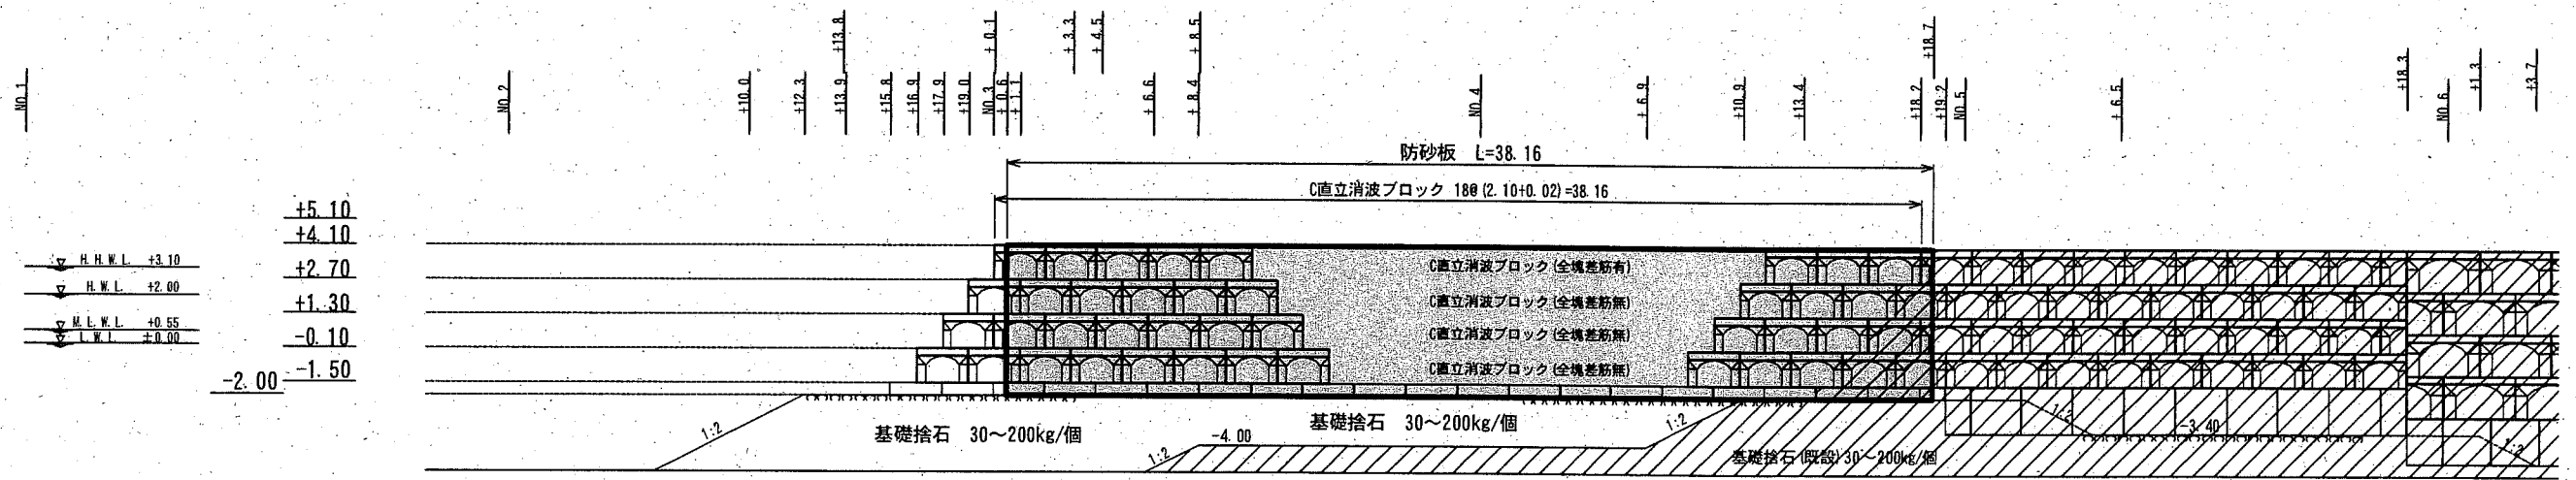 +13.8
+ 0.1
+ 3.3
+ 4.5
+ 8.5
+18.7
NO.1
NO.2
+10.0
+12.3
+13.9
+15.8
+16.9
+17.9
+19.0
NO.3
+ 0.6
+ 1.1
+ 6.6
+ 8.4
NO.4
+ 6.9
+10.9
+13.4
+18.2
+19.2
NO.5
+ 6.5
+18.3
NO.6
+1.3
+3.7
防砂板 L=38.16
C直立消波ブロック 18@(2.10+0.02)=38.16
+5.10
+4.10
H.H.W.L. +3.10
+2.70
H.W.L. +2.00
+1.30
M.L.W.L. +0.55
L.W.L. ±0.00
-0.10
-1.50
-2.00
C直立消波ブロック(全塊差筋有)
C直立消波ブロック(全塊差筋無)
C直立消波ブロック(全塊差筋無)
C直立消波ブロック(全塊差筋無)
1:2
基礎捨石 30～200kg/個
1:2
-4.00
基礎捨石 30～200kg/個
1:2
基礎捨石(既設)30～200kg/個
1:2
-3.40
1:2